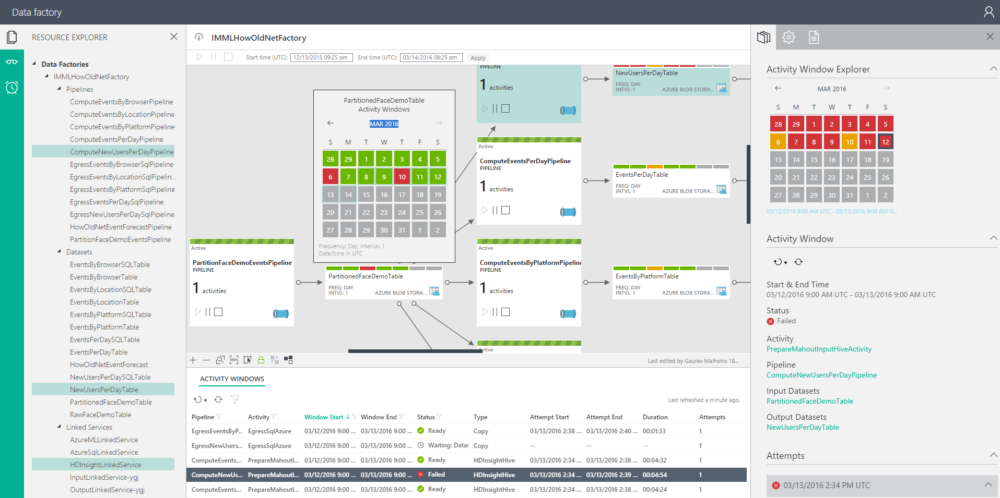 Data factory
RESOURCE EXPLORER
Data Factories
IMMLHowOldNetFactory
Pipelines
ComputeEventsByBrowserPipeline
ComputeEventsByLocationPipeline
ComputeEventsByPlatformPipeline
ComputeEventsPerDayPipeline
ComputeNewUsersPerDayPipeline
EgressEventsByBrowserSqlPipeline
EgressEventsByLocationSqlPipelin...
EgressEventsByPlatformSqlPipeline
EgressEventsPerDaySqlPipeline
EgressNewUsersPerDaySqlPipeline
HowOldNetEventForecastPipeline
PartitionFaceDemoEventsPipeline
Datasets
EventsByBrowserSQLTable
EventsByBrowserTable
EventsByLocationSQLTable
EventsByLocationTable
EventsByPlatformSQLTable
EventsByPlatformTable
EventsPerDaySQLTable
EventsPerDayTable
HowOldNetEventForecast
NewUsersPerDaySQLTable
NewUsersPerDayTable
PartitionedFaceDemoTable
RawFaceDemoTable
Linked Services
AzureMLLinkedService
AzureSqlLinkedService
HDInsightLinkedService
InputLinkedService-ygj
OutputLinkedService-ygj
IMMLHowOldNetFactory
Start time (UTC): 12/13/2015 09:25 pm End time (UTC): 03/14/2016 08:25 pm Apply
PIPELINE
1 activities
NewUsersPerDayTable
FREQ: DAY
INTVL: 1 AZURE BLOB STORA...
PartitionedFaceDemoTable
Activity Windows
MAR 2016
S M T W T F S
28 29 1 2 3 4 5
6 7 8 9 10 11 12
13 14 15 16 17 18 19
20 21 22 23 24 25 26
27 28 29 30 31 1 2
Frequency: Day, Interval: 1
Date/time in UTC
Active
ComputeEventsPerDayPipeline
PIPELINE
1 activities
EventsPerDayTable
FREQ: DAY
INTVL: 1 AZURE BLOB STORA...
Active
PartitionFaceDemoEventsPipeline
PIPELINE
1 activities
PartitionedFaceDemoTable
FREQ: DAY
INTVL: 1 AZURE BLOB STORA...
Active
ComputeEventsByPlatformPipeline
PIPELINE
1 activities
EventsByPlatformTable
FREQ: DAY
INTVL: 1 AZURE BLOB STORA...
Active
100%
Last edited by Gaurav Malhotra 18...
ACTIVITY WINDOWS
Last refreshed a minute ago.
Pipeline Activity Window Start Window End Status Type Attempt Start Attempt End Duration Attempts
EgressEventsByP... EgressSqlAzure 03/12/2016 9:00 ... 03/13/2016 9:00 ... Ready Copy 03/13/2016 2:38 ... 03/13/2016 2:40 ... 00:01:33 1
EgressNewUsers... EgressSqlAzure 03/12/2016 9:00 ... 03/13/2016 9:00 ... Waiting: Datas Copy -- -- -- 1
ComputeEvents... PrepareMahoutI... 03/12/2016 9:00 ... 03/13/2016 9:00 ... Ready HDInsightHive 03/13/2016 2:34 ... 03/13/2016 2:38 ... 00:04:32 1
ComputeNewUs... PrepareMahoutI... 03/12/2016 9:00 ... 03/13/2016 9:00 ... Failed HDInsightHive 03/13/2016 2:34 ... 03/13/2016 2:39 ... 00:04:54 1
ComputeEvents... PrepareMahoutI... 03/12/2016 9:00 ... 03/13/2016 9:00 ... Ready HDInsightHive 03/13/2016 2:34 ... 03/13/2016 2:38 ... 00:04:24 1
Activity Window Explorer
MAR 2016
S M T W T F S
28 29 1 2 3 4 5
6 7 8 9 10 11 12
13 14 15 16 17 18 19
20 21 22 23 24 25 26
27 28 29 30 31 1 2
03/12/2016 9:00 AM UTC - 03/13/2016 9:00 AM U...
Activity Window
Start & End Time
03/12/2016 9:00 AM UTC - 03/13/2016 9:00 AM UTC
Status
Failed
Activity
PrepareMahoutInputHiveActivity
Pipeline
ComputeNewUsersPerDayPipeline
Input Datasets
PartitionedFaceDemoTable
Output Datasets
NewUsersPerDayTable
Attempts
03/13/2016 2:34 PM UTC